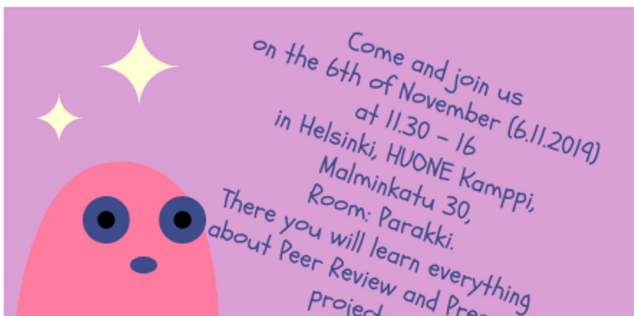 Come and join us
on the 6th of November (6.11.2019)
at 11.30 - 16
in Helsinki, HUONE Kamppi,
Malminkatu 30,
Room: Parakki.
There you will learn everything
about Peer Review and